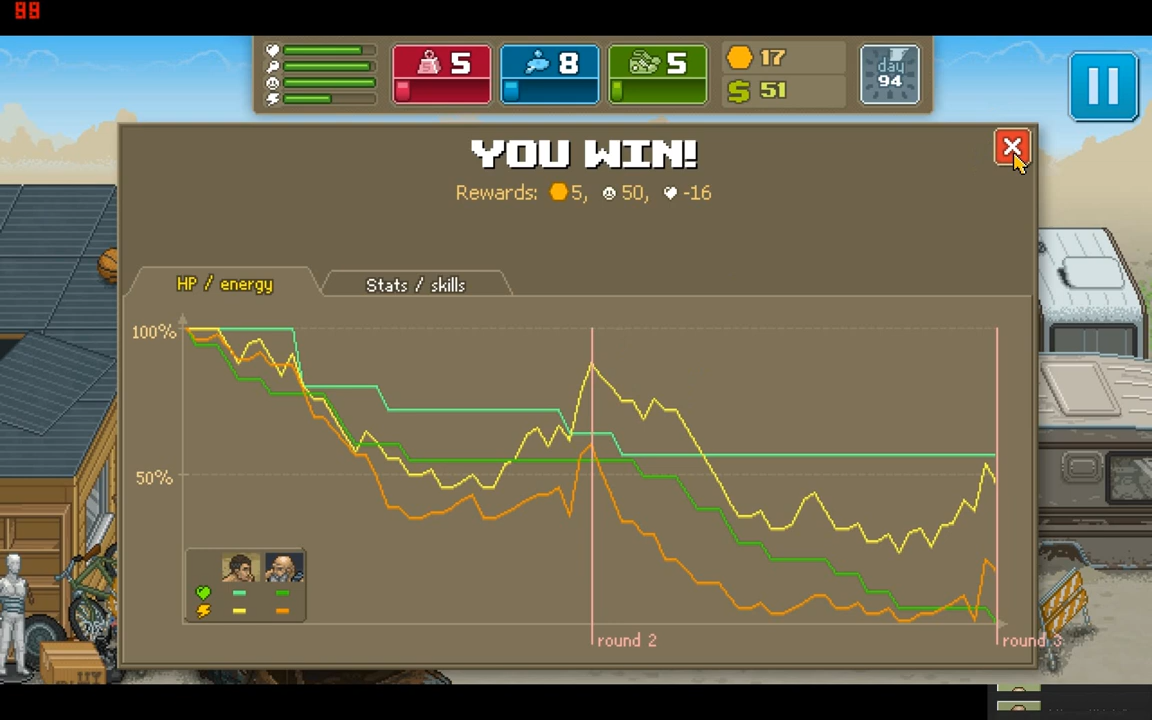 99
5
8
5
17
51
day
94
YOU WIN!
Rewards: 5, 50, -16
HP / energy
Stats / skills
100%
50%
round 2
round 3